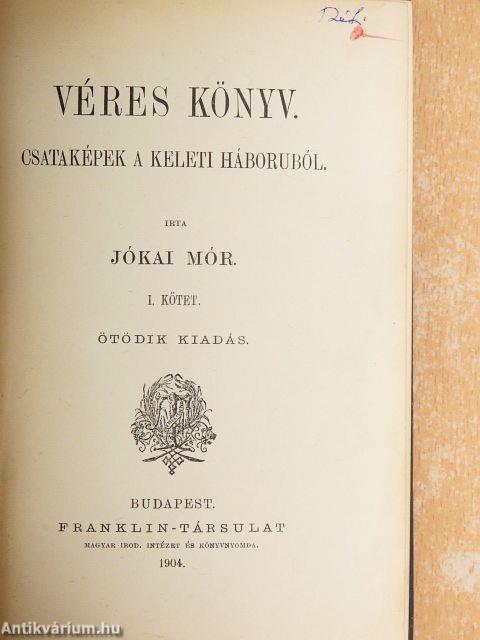 VÉRES KÖNYV.
CSATAKÉPEK A KELETI HÁBORUBÓL.
IRTA
JÓKAI MÓR.
I. KÖTET.
ÖTÖDIK KIADÁS.
BUDAPEST.
FRANKLIN-TÁRSULAT
MAGYAR IROD. INTÉZET ÉS KÖNYVNYOMDA.
1904.
Antikvárium.hu